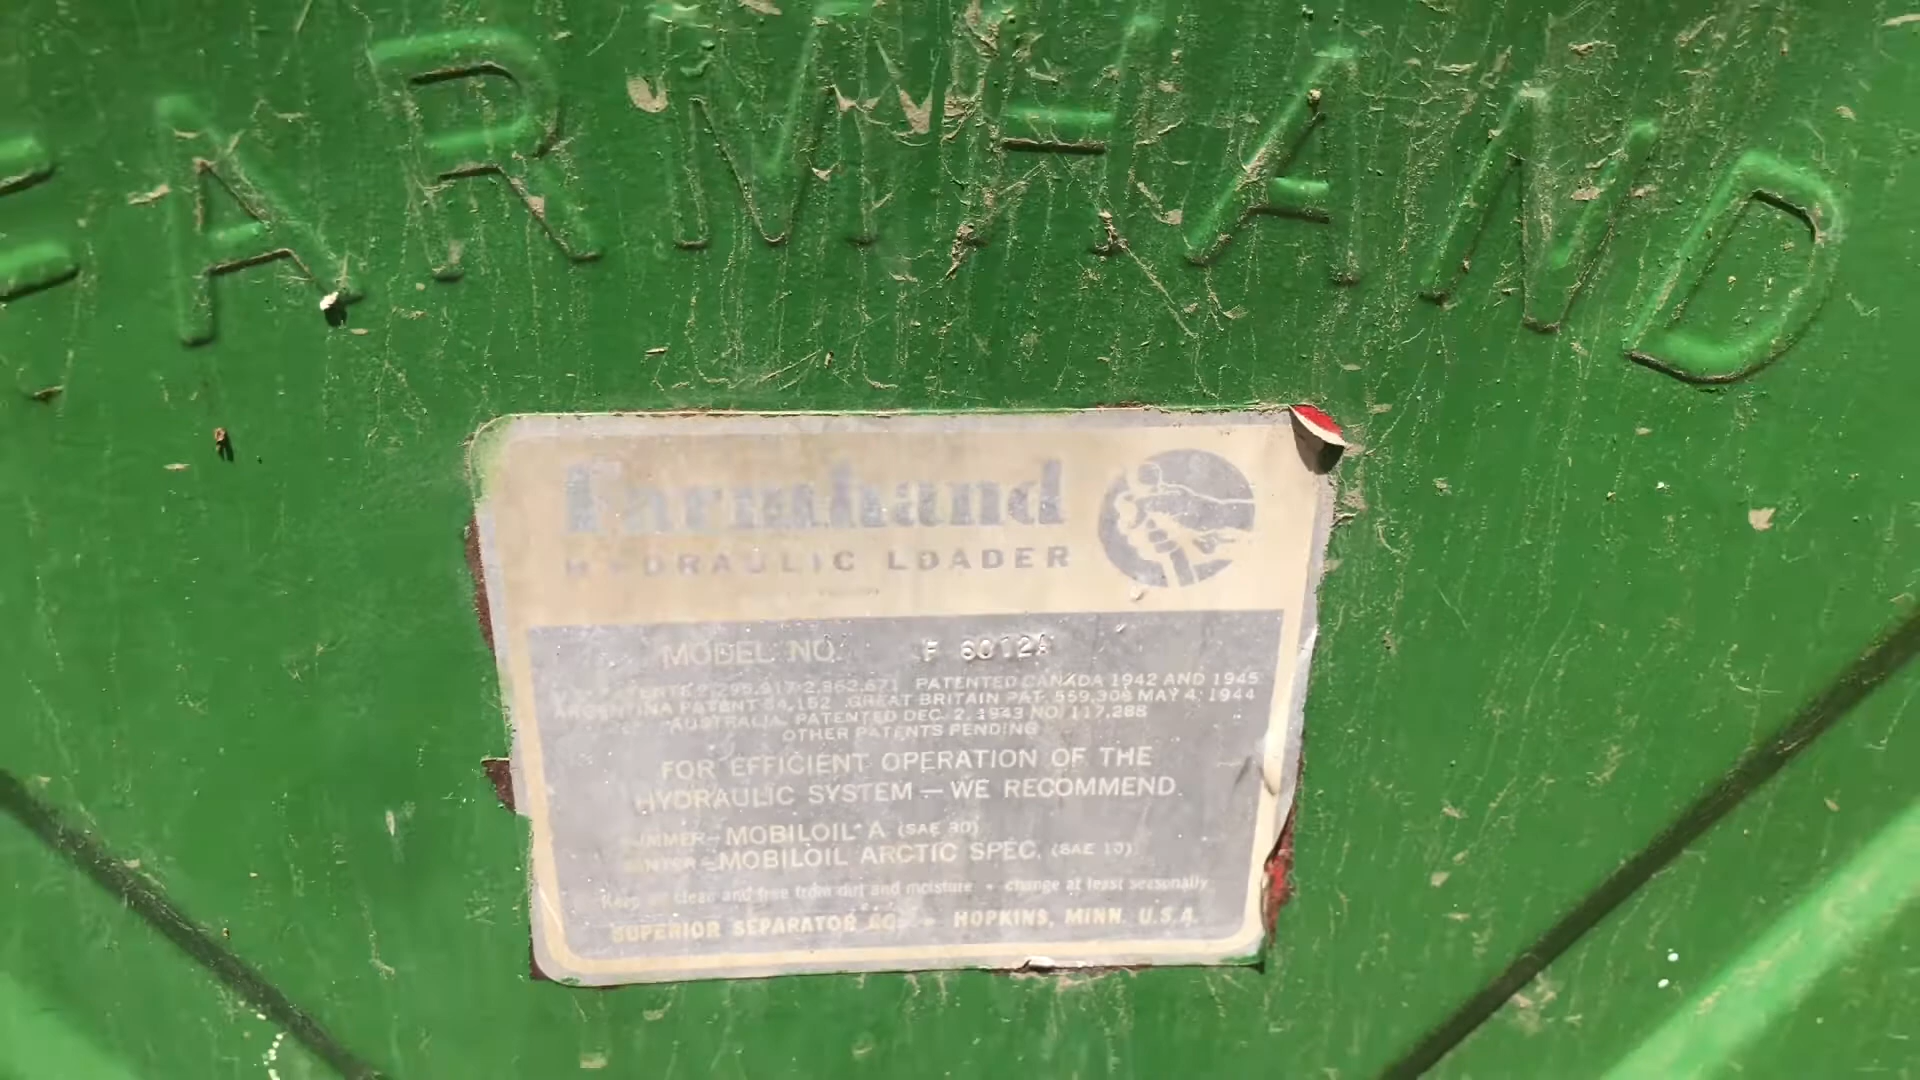 FARMHAND
Farmhand
HYDRAULIC LOADER
MODEL NO. F 6012A
PATENTS 2,295,917-2,362,671 PATENTED CANADA 1942 AND 1945
ARGENTINA PATENT 54,152 GREAT BRITAIN PAT. 559,309 MAY 4, 1944
AUSTRALIA, PATENTED DEC. 2, 1943 NO. 117,288
OTHER PATENTS PENDING
FOR EFFICIENT OPERATION OF THE
HYDRAULIC SYSTEM — WE RECOMMEND.
SUMMER – MOBILOIL A (SAE 30)
WINTER – MOBILOIL ARCTIC SPEC. (SAE 10)
Keep oil clean and free from dirt and moisture • change at least seasonally
SUPERIOR SEPARATOR CO. – HOPKINS, MINN. U.S.A.